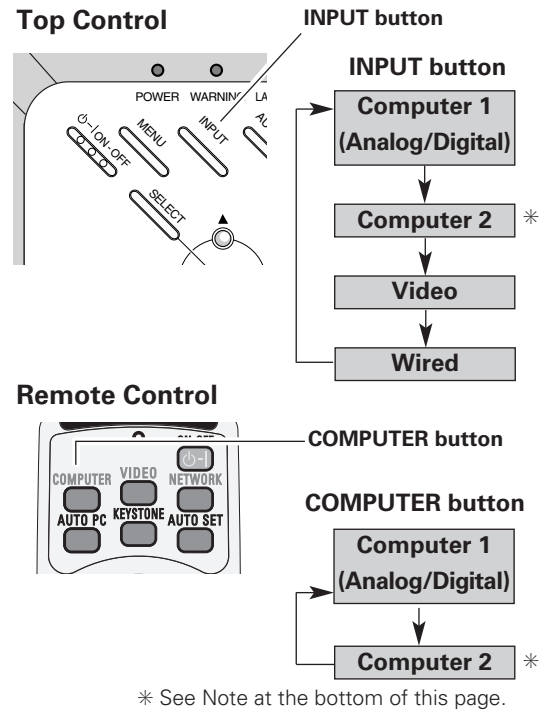 Top Control
INPUT button
POWER WARNING LA
ON-OFF
MENU
INPUT
AU
SELECT
INPUT button
Computer 1
(Analog/Digital)
Computer 2 ✳
Video
Wired
Remote Control
COMPUTER button
ON-OFF
COMPUTER VIDEO NETWORK
AUTO PC KEYSTONE AUTO SET
COMPUTER button
Computer 1
(Analog/Digital)
Computer 2 ✳
✳ See Note at the bottom of this page.